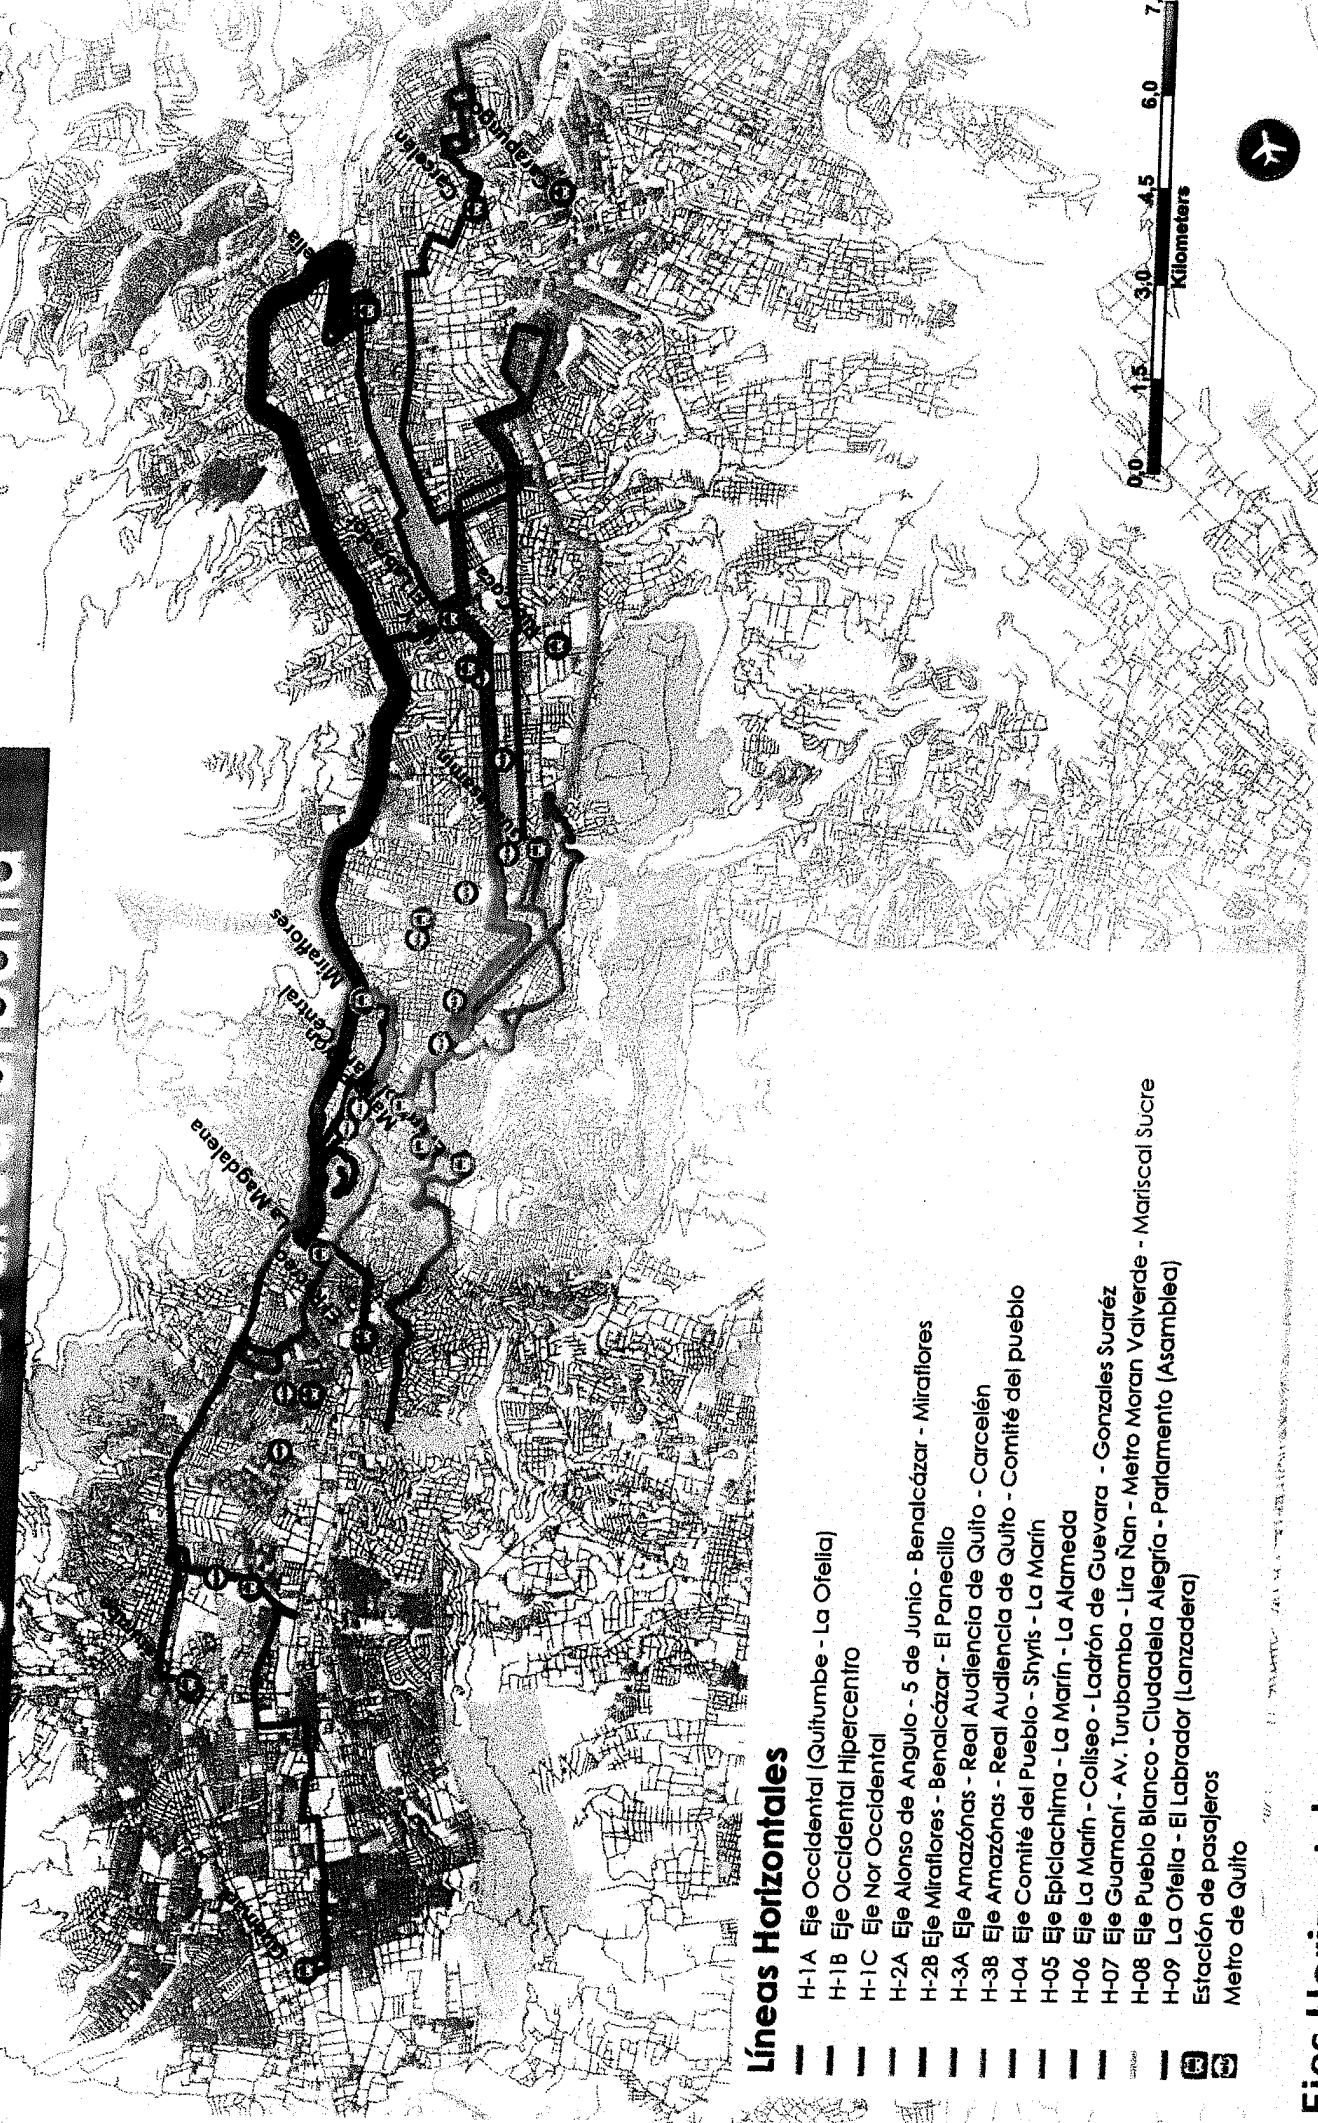 Miraflores
Central
La Magdalena
El Labrador
Carcelén
Carapungo
Río Coca
Líneas Horizontales
H-1A Eje Occidental (Quitumbe - La Ofelia)
H-1B Eje Occidental Hipercentro
H-1C Eje Nor Occidental
H-2A Eje Alonso de Angulo - 5 de Junio - Benalcázar - Miraflores
H-2B Eje Miraflores - Benalcázar - El Panecillo
H-3A Eje Amazónas - Real Audiencia de Quito - Carcelén
H-3B Eje Amazónas - Real Audiencia de Quito - Comité del pueblo
H-04 Eje Comité del Pueblo - Shyris - La Marín
H-05 Eje Epiclachima - La Marín - La Alameda
H-06 Eje La Marín - Coliseo - Ladrón de Guevara - Gonzales Suaréz
H-07 Eje Guamaní - Av. Turubamba - Lira Ñan - Metro Moran Valverde - Mariscal Sucre
H-08 Eje Pueblo Blanco - Ciudadela Alegría - Parlamento (Asamblea)
H-09 La Ofelia - El Labrador (Lanzadera)
Estación de pasajeros
Metro de Quito
0,0 1,5 3,0 4,5 6,0 7,
Kilometers